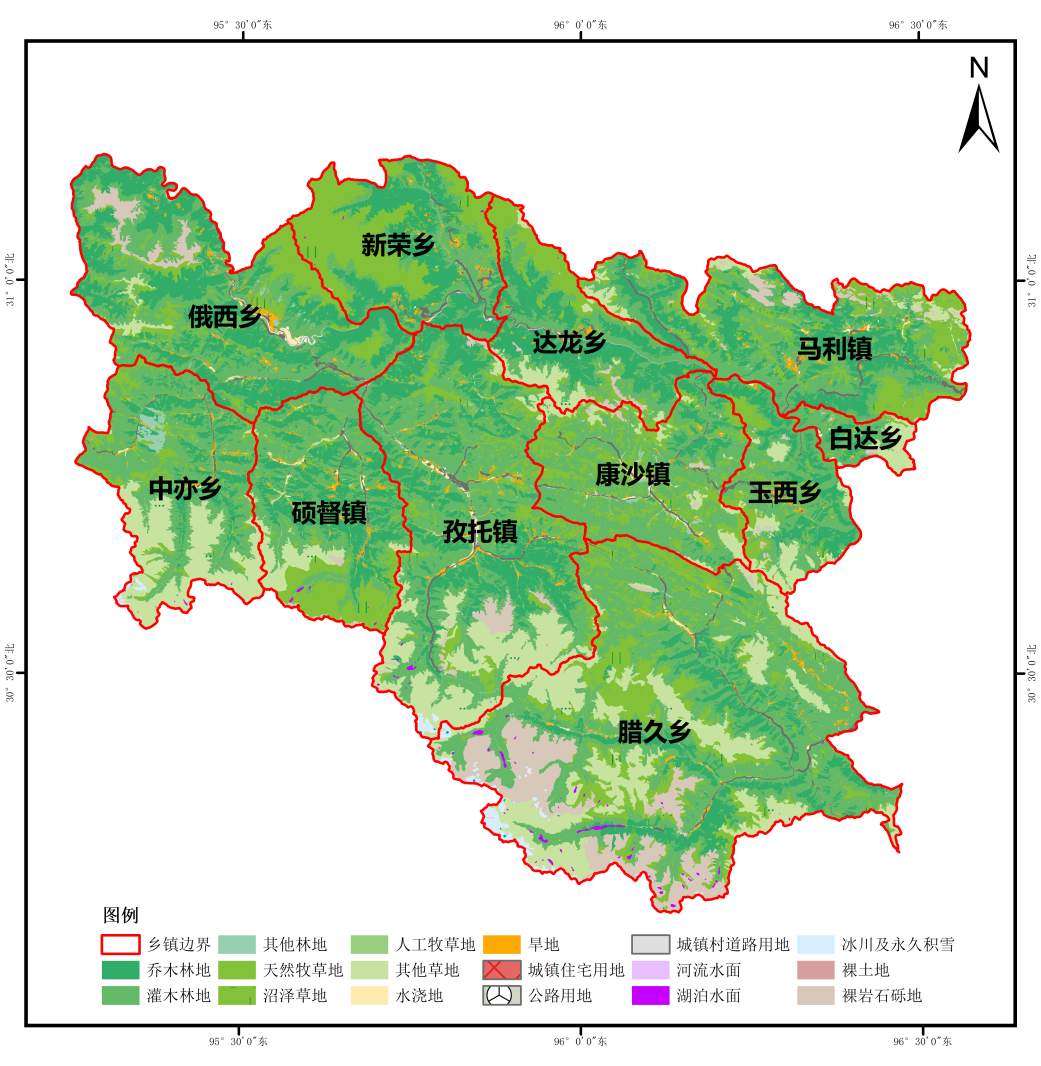 95° 30′ 0″东
96° 0′ 0″东
96° 30′ 0″东
N
31° 0′ 0″北
31° 0′ 0″北
新荣乡
俄西乡
达龙乡
马利镇
白达乡
康沙镇
中亦乡
玉西乡
硕督镇
孜托镇
30° 30′ 0″北
30° 30′ 0″北
腊久乡
图例
乡镇边界 其他林地 人工牧草地 旱地 城镇村道路用地 冰川及永久积雪
乔木林地 天然牧草地 其他草地 城镇住宅用地 河流水面 裸土地
灌木林地 沼泽草地 水浇地 公路用地 湖泊水面 裸岩石砾地
95° 30′ 0″东
96° 0′ 0″东
96° 30′ 0″东